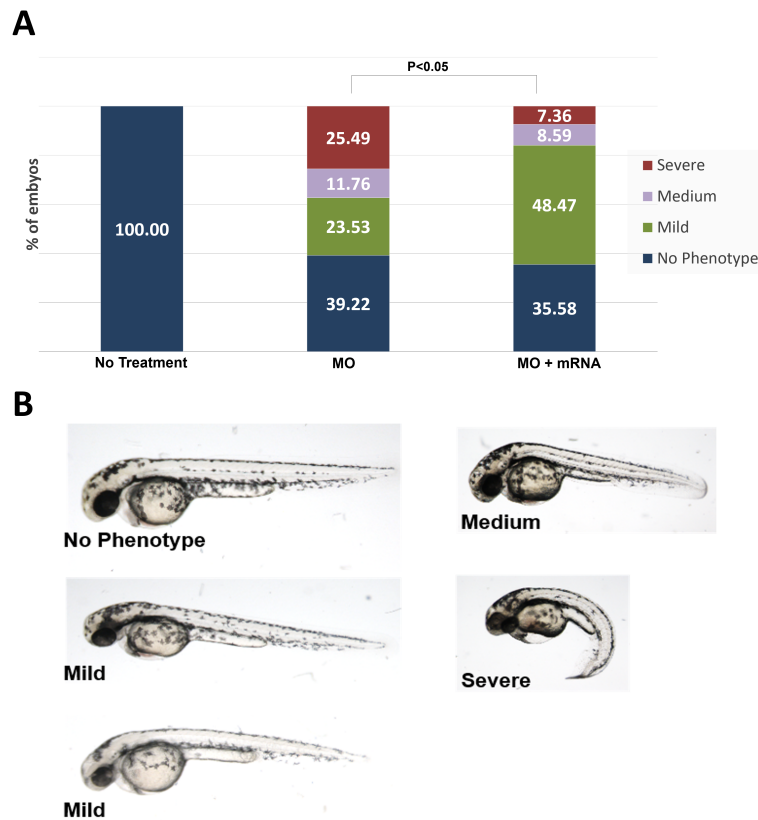 A
P<0.05
% of embyos
100.00
25.49
11.76
23.53
39.22
7.36
8.59
48.47
35.58
Severe
Medium
Mild
No Phenotype
No Treatment
MO
MO + mRNA
B
No Phenotype
Medium
Mild
Severe
Mild